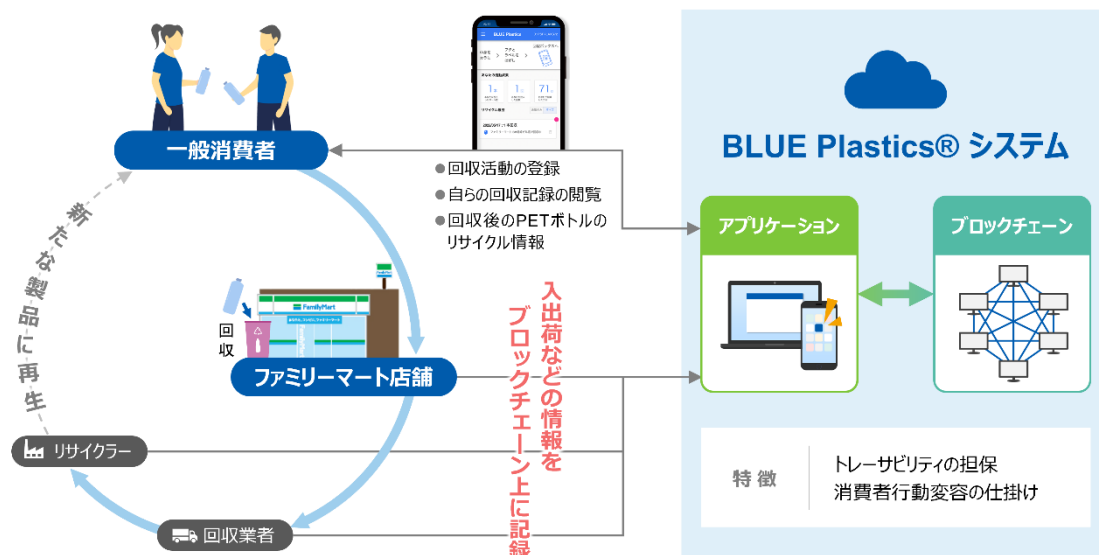 BLUE Plastics
1
1
71
一般消費者
回収活動の登録
自らの回収記録の閲覧
回収後のPETボトルの
リサイクル情報
新たな製品に再生
回収
FamilyMart
ファミリーマート店舗
リサイクラー
回収業者
入出荷などの情報を
ブロックチェーン上に記録
BLUE Plastics® システム
アプリケーション
ブロックチェーン
特徴
トレーサビリティの担保
消費者行動変容の仕掛け